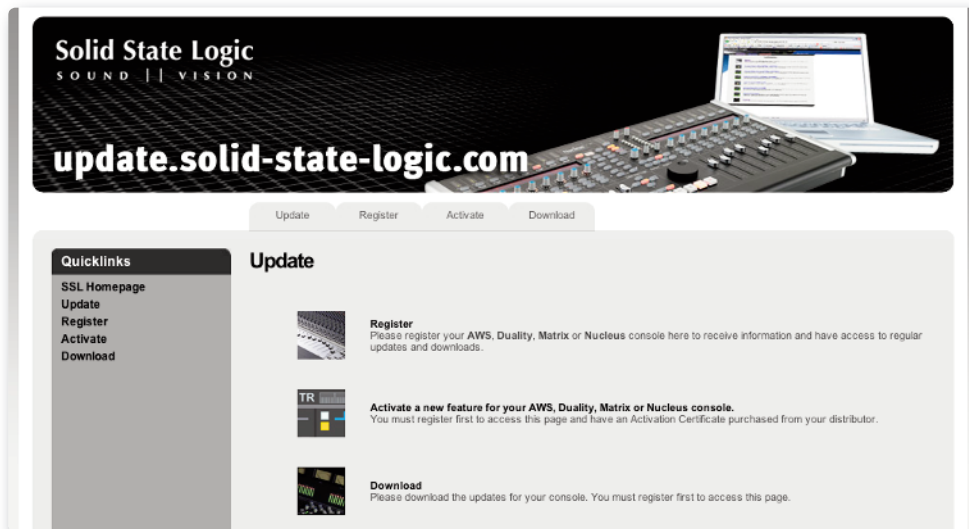 Solid State Logic
SOUND || VISION
update.solid-state-logic.com
Update
Register
Activate
Download
Quicklinks
SSL Homepage
Update
Register
Activate
Download
Update
Register
Please register your AWS, Duality, Matrix or Nucleus console here to receive information and have access to regular
updates and downloads.
TR
Activate a new feature for your AWS, Duality, Matrix or Nucleus console.
You must register first to access this page and have an Activation Certificate purchased from your distributor.
Download
Please download the updates for your console. You must register first to access this page.